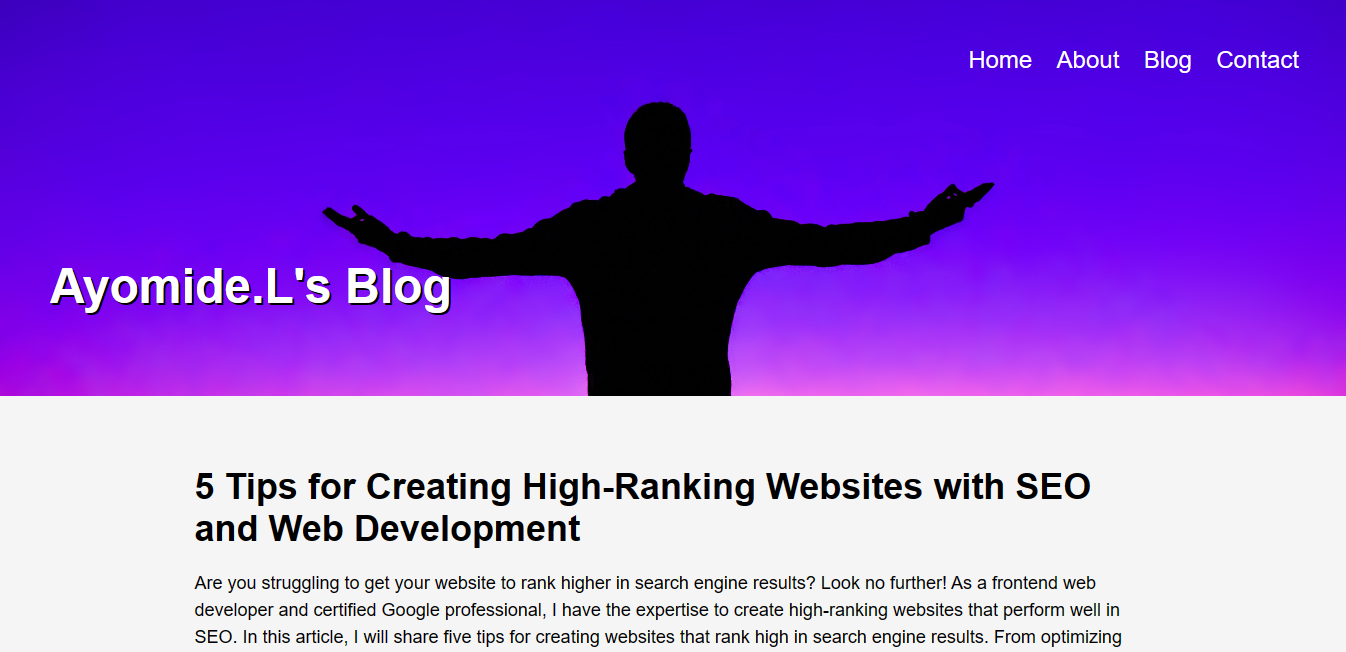 Home About Blog Contact
Ayomide.L's Blog
5 Tips for Creating High-Ranking Websites with SEO
and Web Development
Are you struggling to get your website to rank higher in search engine results? Look no further! As a frontend web
developer and certified Google professional, I have the expertise to create high-ranking websites that perform well in
SEO. In this article, I will share five tips for creating websites that rank high in search engine results. From optimizing